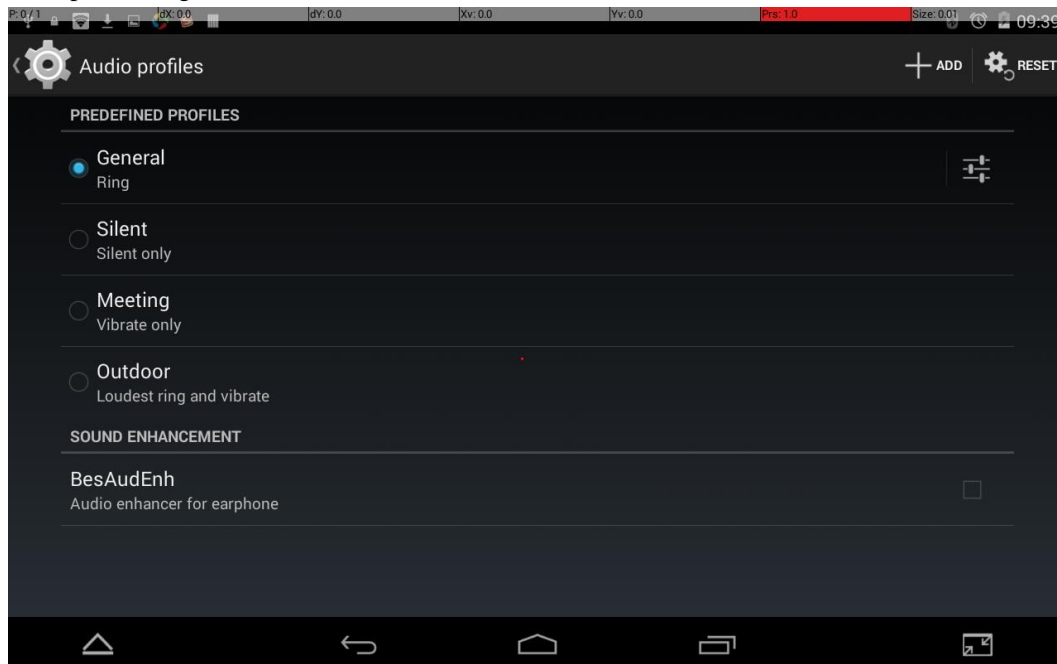 P: 0/1 dX: 0.0 dY: 0.0 Xv: 0.0 Yv: 0.0 Prs: 1.0 Size: 0.01
09:39
Audio profiles
ADD
RESET
PREDEFINED PROFILES
General
Ring
Silent
Silent only
Meeting
Vibrate only
Outdoor
Loudest ring and vibrate
SOUND ENHANCEMENT
BesAudEnh
Audio enhancer for earphone